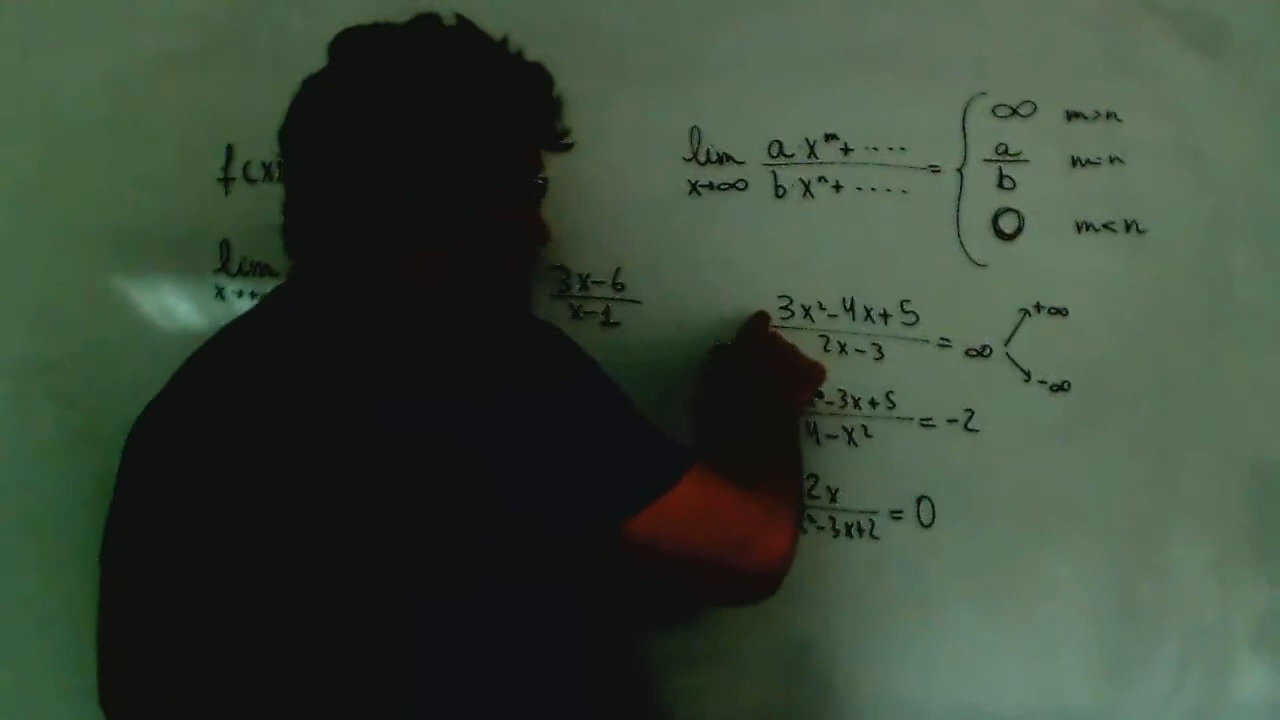 f(x)
lim x→+
3x-6 / x-1
lim x→∞ a·x^m + .... / b·x^n + .... = { ∞ m>n
a/b m=n
0 m<n
3x²-4x+5 / 2x-3 = ∞ ↗ +∞ ↘ -∞
-3x+5 / 4-x² = -2
2x / -3x+2 = 0